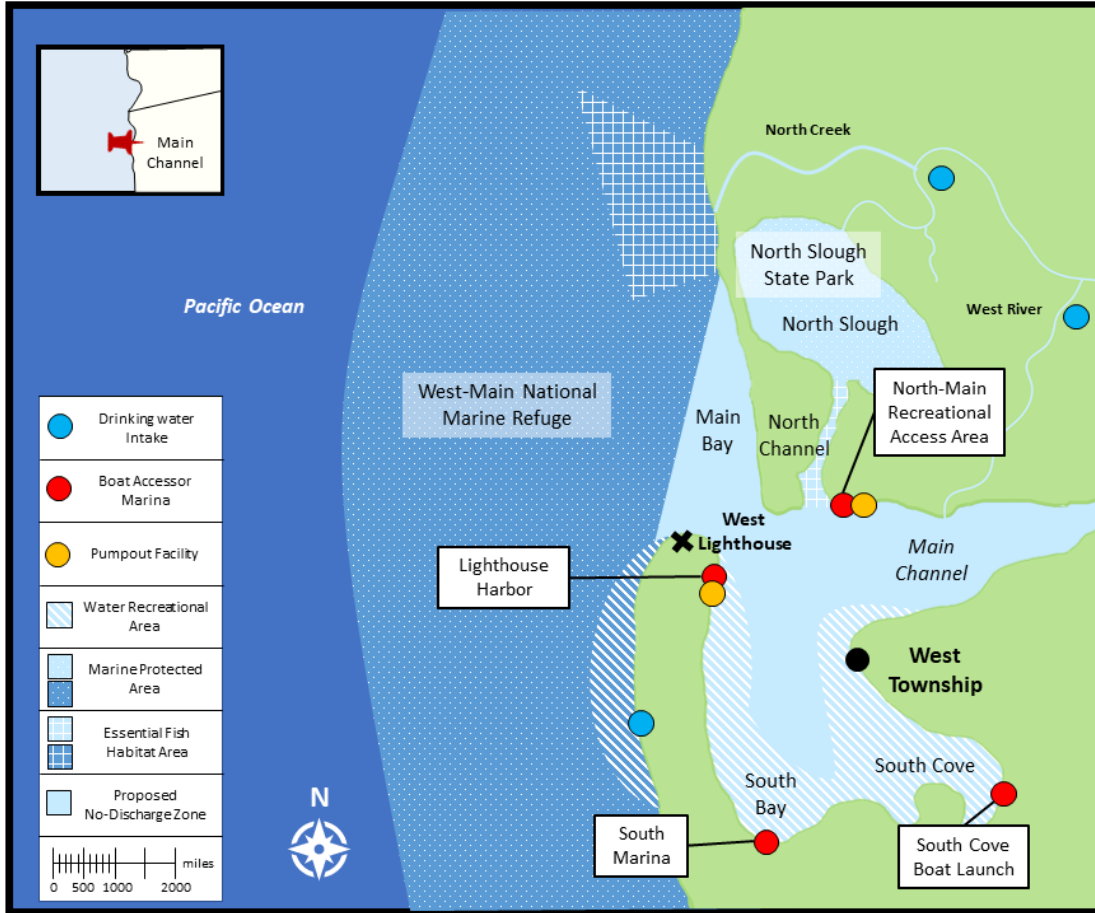 Main
Channel
North Creek
North Slough
State Park
Pacific Ocean
North Slough
West River
West-Main National
Marine Refuge
North-Main
Recreational
Access Area
Main
Bay
North
Channel
Drinking water
Intake
Boat Accessor
Marina
Pumpout Facility
Water Recreational
Area
Marine Protected
Area
Essential Fish
Habitat Area
Proposed
No-Discharge Zone
miles
0 500 1000 2000
N
West
Lighthouse
Lighthouse
Harbor
Main
Channel
West
Township
South Cove
South
Bay
South
Marina
South Cove
Boat Launch